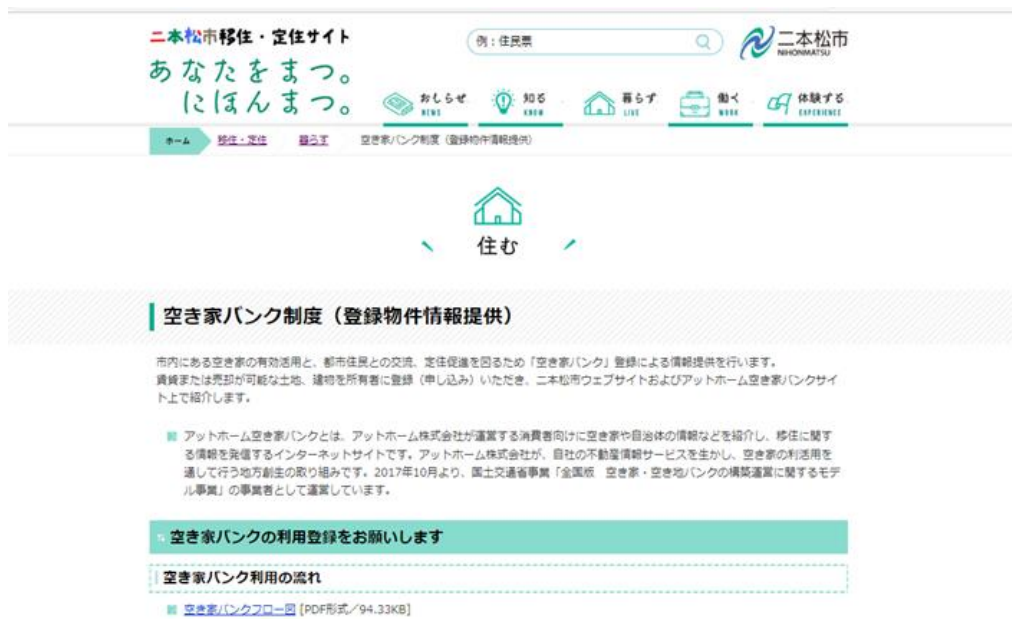 二本松市移住・定住サイト
あなたをまつ。
にほんまつ。
例：住民票
二本松市
NIHONMATSU
おしらせ
NEWS
知る
KNOW
暮らす
LIVE
働く
WORK
体験する
EXPERIENCE
ホーム 移住・定住 暮らす 空き家バンク制度（登録物件情報提供）
住む
空き家バンク制度（登録物件情報提供）
市内にある空き家の有効活用と、都市住民との交流、定住促進を図るため「空き家バンク」登録による情報提供を行います。
賃貸または売却が可能な土地、建物を所有者に登録（申し込み）いただき、二本松市ウェブサイトおよびアットホーム空き家バンクサイ
ト上で紹介します。
アットホーム空き家バンクとは、アットホーム株式会社が運営する消費者向けに空き家や自治体の情報などを紹介し、移住に関す
る情報を発信するインターネットサイトです。アットホーム株式会社が、自社の不動産情報サービスを生かし、空き家の利活用を
通して行う地方創生の取り組みです。2017年10月より、国土交通省事業「全国版　空き家・空き地バンクの構築運営に関するモデ
ル事業」の事業者として運営しています。
空き家バンクの利用登録をお願いします
空き家バンク利用の流れ
空き家バンクフロー図 [PDF形式／94.33KB]